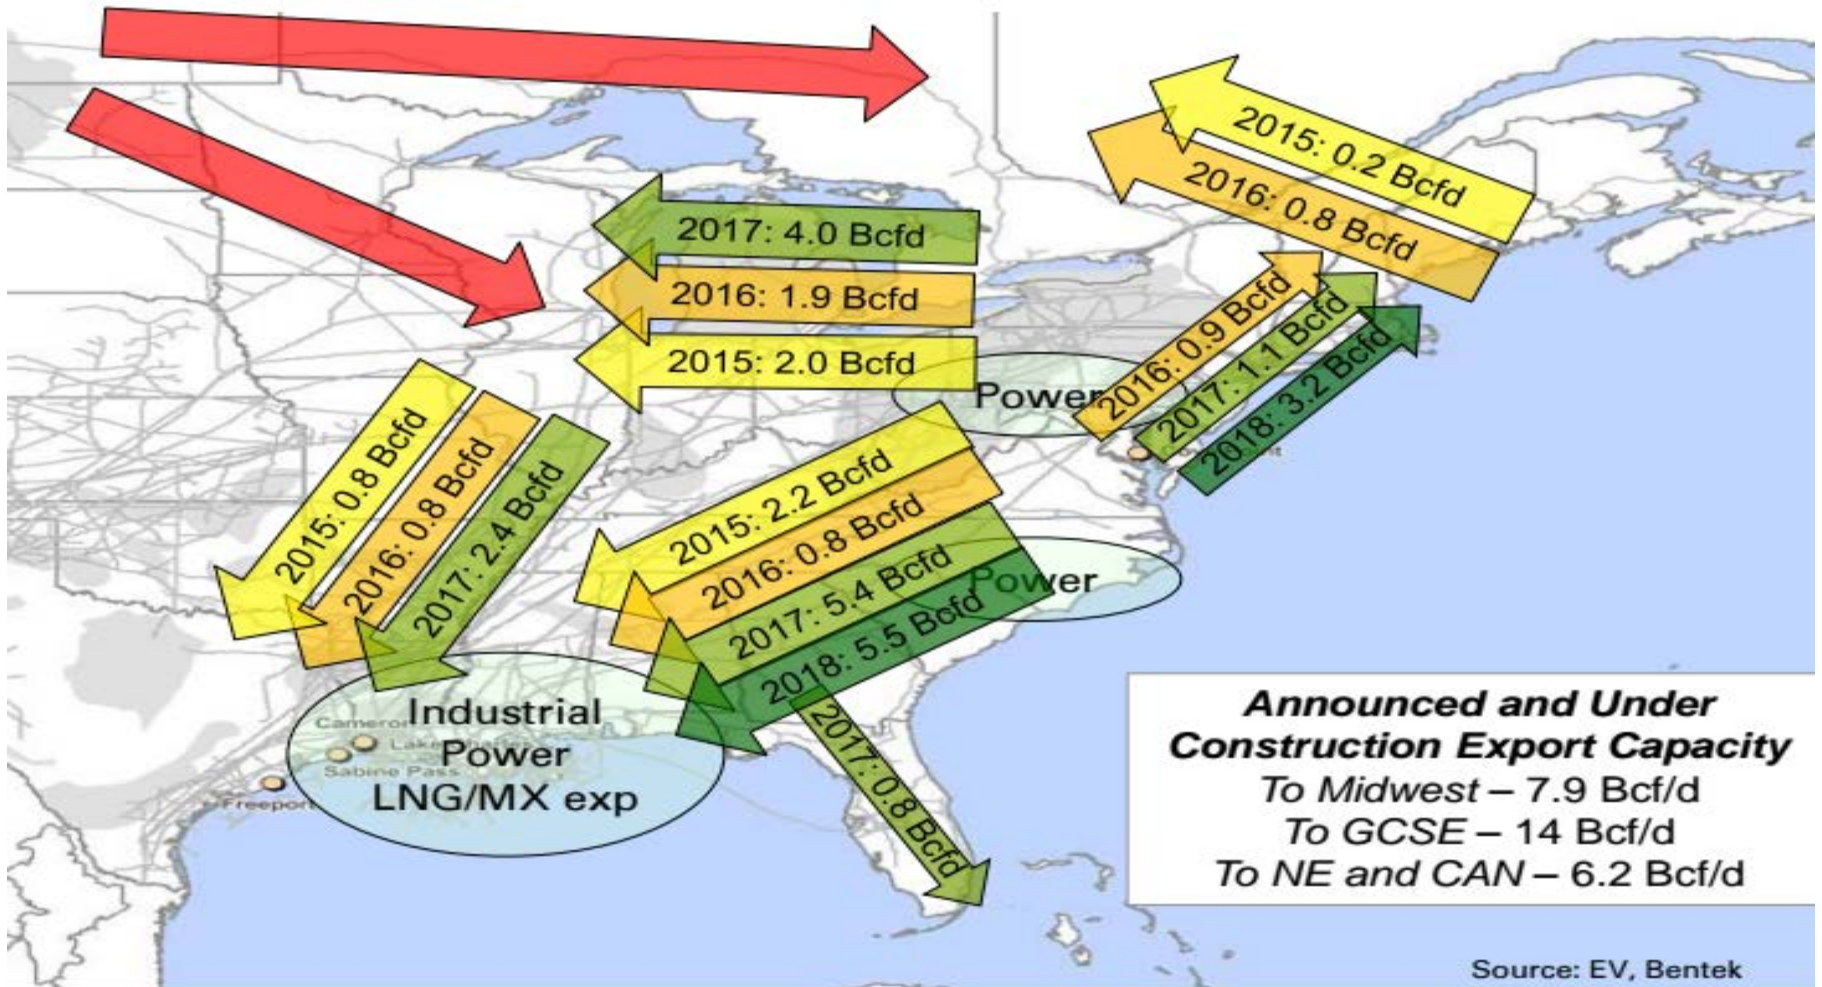 2015: 0.2 Bcfd
2016: 0.8 Bcfd
2017: 4.0 Bcfd
2016: 1.9 Bcfd
2015: 2.0 Bcfd
2016: 0.9 Bcfd
2017: 1.1 Bcfd
2018: 3.2 Bcfd
Power
2015: 0.8 Bcfd
2016: 0.8 Bcfd
2017: 2.4 Bcfd
2015: 2.2 Bcfd
2016: 0.8 Bcfd
2017: 5.4 Bcfd
2018: 5.5 Bcfd
Power
2017: 0.8 Bcfd
Cameron
Industrial
Power
LNG/MX exp
Lake
Sabine Pass
Freeport
Announced and Under
Construction Export Capacity
To Midwest – 7.9 Bcf/d
To GCSE – 14 Bcf/d
To NE and CAN – 6.2 Bcf/d
Source: EV, Bentek